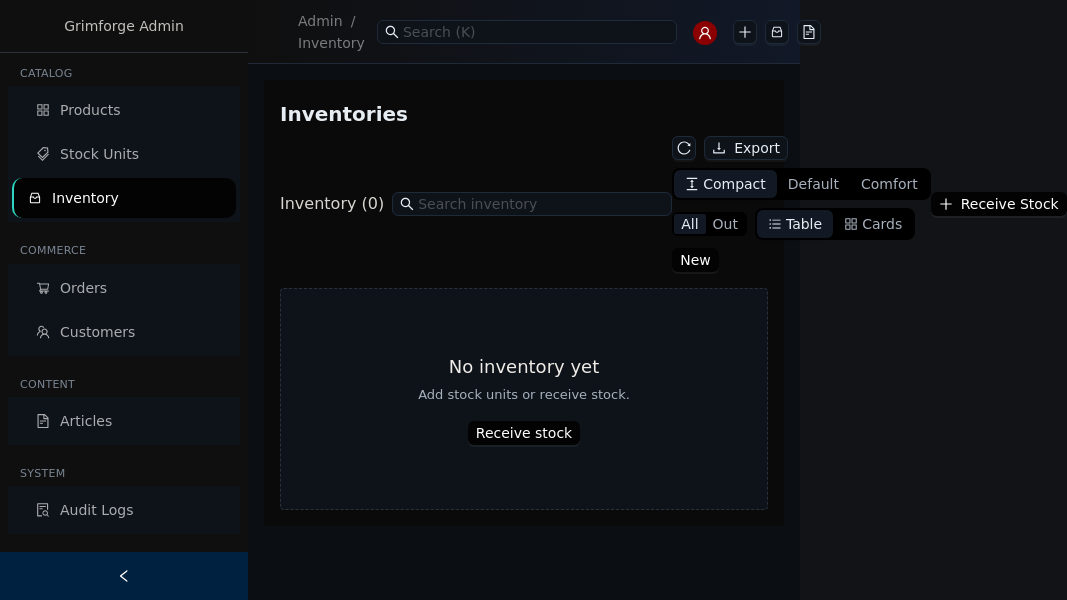 Grimforge Admin
Admin / Inventory
Search (K)
CATALOG
Products
Stock Units
Inventory
COMMERCE
Orders
Customers
CONTENT
Articles
SYSTEM
Audit Logs
Inventories
Export
Inventory (0)
Search inventory
Compact Default Comfort
All Out Table Cards
New
Receive Stock
No inventory yet
Add stock units or receive stock.
Receive stock